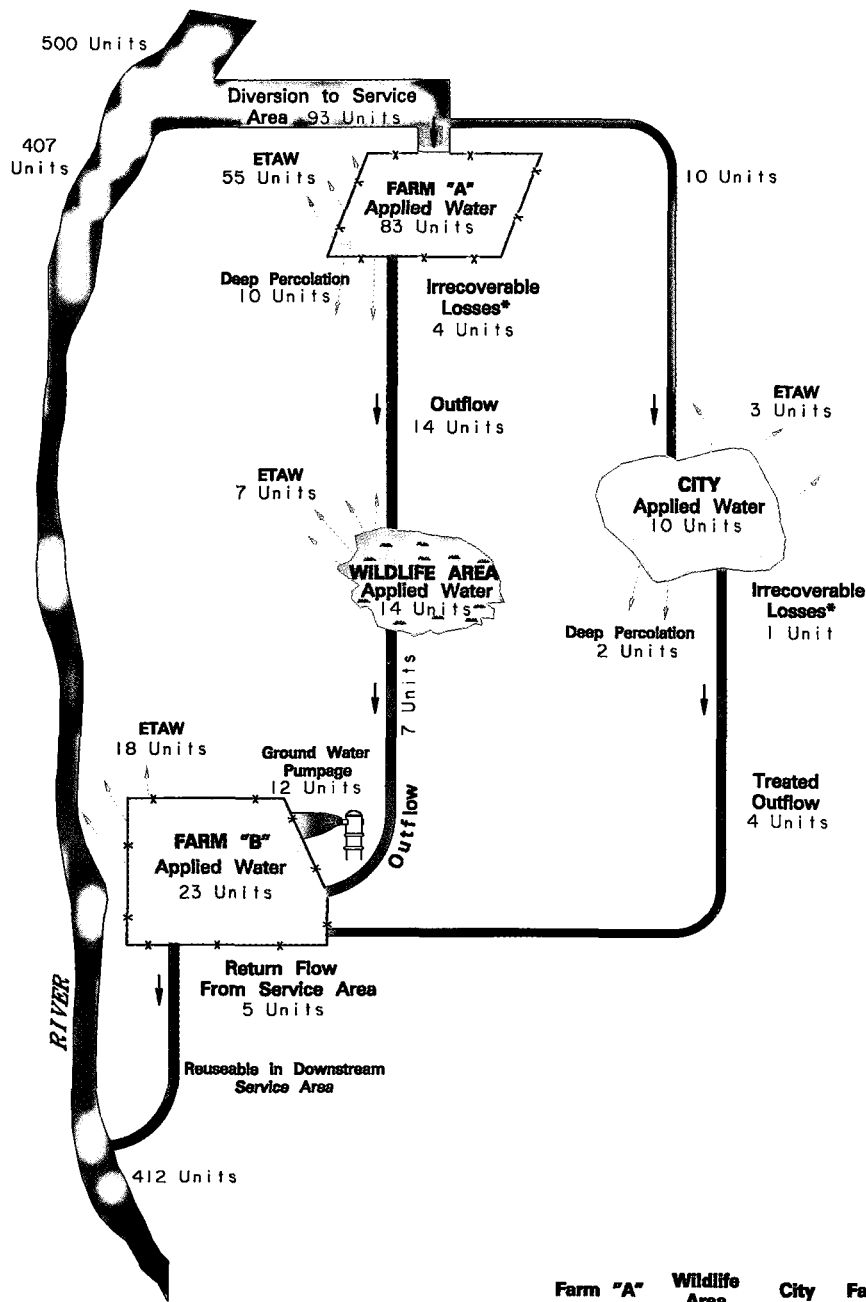 500 Units
Diversion to Service
Area 93 Units
407
Units
ETAW
55 Units
FARM "A"
Applied Water
83 Units
10 Units
Deep Percolation
10 Units
Irrecoverable
Losses*
4 Units
Outflow
14 Units
ETAW
3 Units
ETAW
7 Units
CITY
Applied Water
10 Units
WILDLIFE AREA
Applied Water
14 Units
Irrecoverable
Losses*
1 Unit
Deep Percolation
2 Units
7 Units
ETAW
18 Units
Ground Water
Pumpage
12 Units
Treated
Outflow
4 Units
Outflow
FARM "B"
Applied Water
23 Units
Return Flow
From Service Area
5 Units
RIVER
Reuseable in Downstream
Service Area
412 Units
Farm "A" Wildlife City